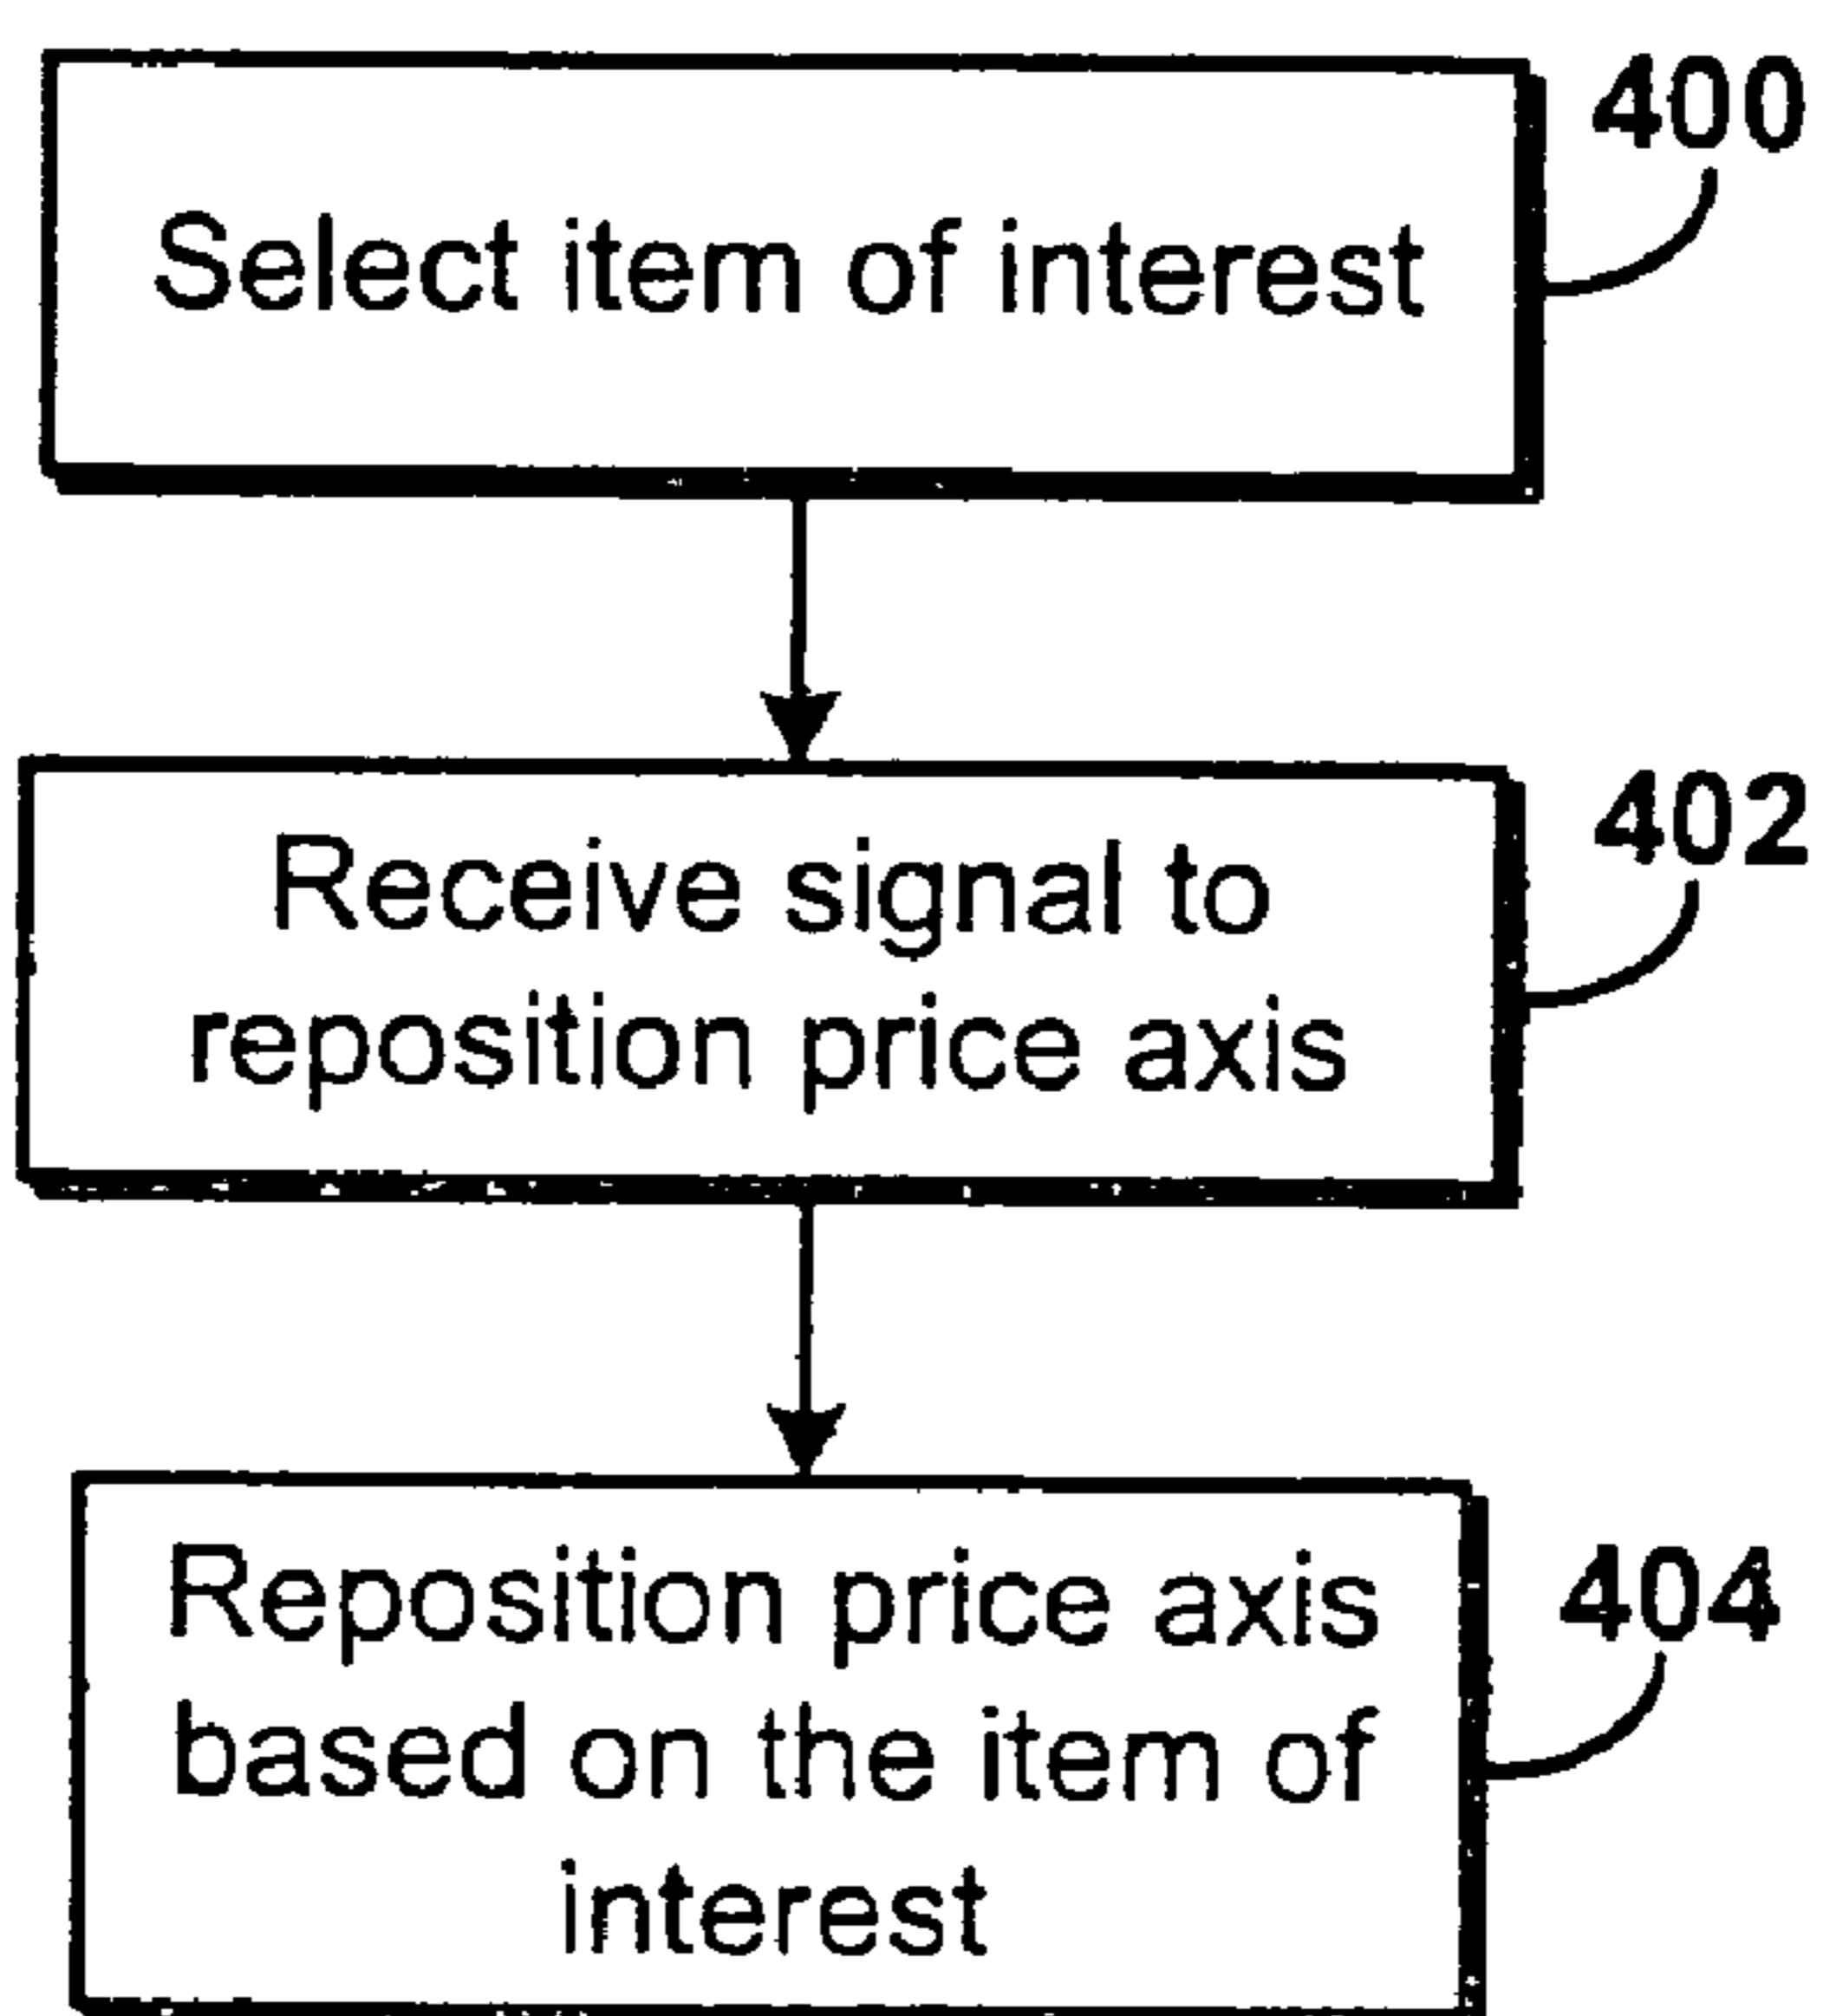 400
Select item of interest
402
Receive signal to
reposition price axis
404
Reposition price axis
based on the item of
interest